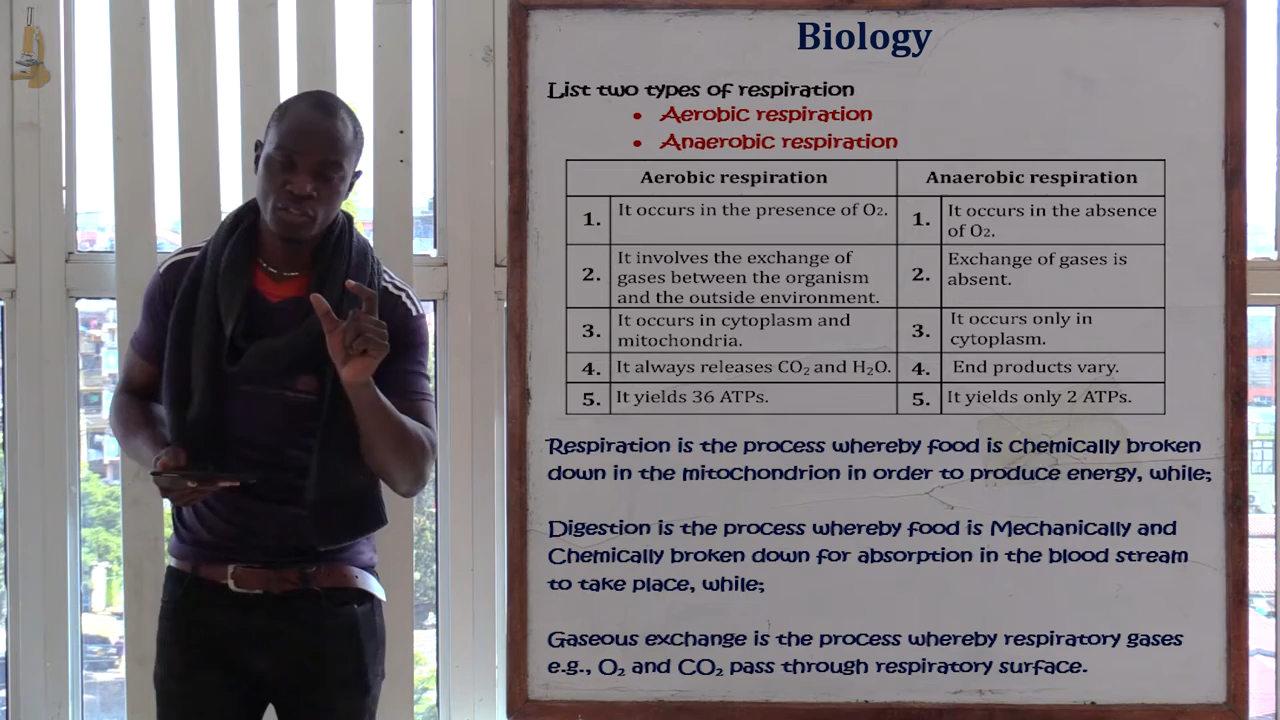 Biology
List two types of respiration
• Aerobic respiration
• Anaerobic respiration
Aerobic respiration Anaerobic respiration
1. It occurs in the presence of O₂. 1. It occurs in the absence
of O₂.
2. It involves the exchange of
gases between the organism
and the outside environment. 2. Exchange of gases is
absent.
3. It occurs in cytoplasm and
mitochondria. 3. It occurs only in
cytoplasm.
4. It always releases CO₂ and H₂O. 4. End products vary.
5. It yields 36 ATPs. 5. It yields only 2 ATPs.
Respiration is the process whereby food is chemically broken
down in the mitochondrion in order to produce energy, while;
Digestion is the process whereby food is Mechanically and
Chemically broken down for absorption in the blood stream
to take place, while;
Gaseous exchange is the process whereby respiratory gases
e.g., O₂ and CO₂ pass through respiratory surface.